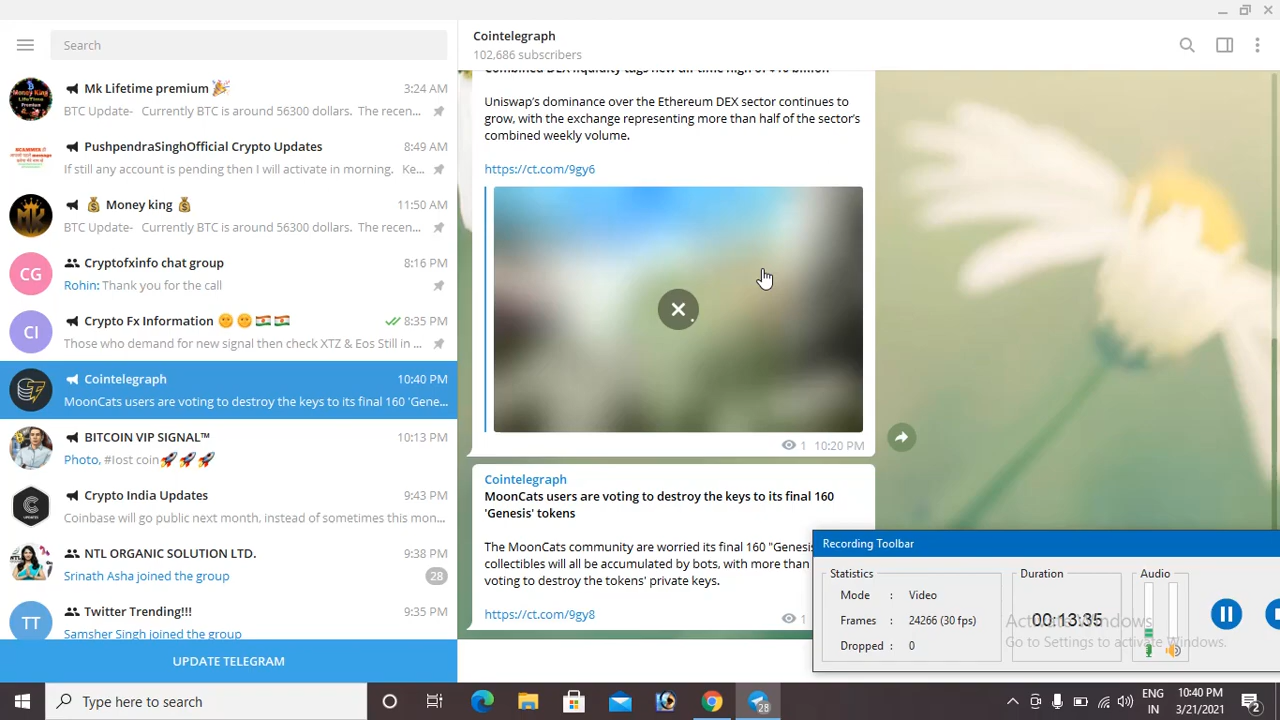 Search
Cointelegraph
102,686 subscribers
Mk Lifetime premium 🎉 3:24 AM
BTC Update- Currently BTC is around 56300 dollars. The recen...
PushpendraSinghOfficial Crypto Updates 8:49 AM
If still any account is pending then I will activate in morning. Ke...
💰 Money king 💰 11:50 AM
BTC Update- Currently BTC is around 56300 dollars. The recen...
CG
Cryptofxinfo chat group 8:16 PM
Rohin: Thank you for the call
CI
Crypto Fx Information 🌞 🌞 🇮🇳 🇮🇳 8:35 PM
Those who demand for new signal then check XTZ & Eos Still in ...
Cointelegraph 10:40 PM
MoonCats users are voting to destroy the keys to its final 160 'Gene...
BITCOIN VIP SIGNAL™ 10:13 PM
Photo, #Iost coin🚀🚀🚀
Crypto India Updates 9:43 PM
Coinbase will go public next month, instead of sometimes this mon...
NTL ORGANIC SOLUTION LTD. 9:38 PM
Srinath Asha joined the group 28
TT
Twitter Trending!!! 9:35 PM
Samsher Singh joined the group
UPDATE TELEGRAM
Combined DEX liquidity tags new all-time high of $10 billion
Uniswap's dominance over the Ethereum DEX sector continues to
grow, with the exchange representing more than half of the sector's
combined weekly volume.
https://ct.com/9gy6
1 10:20 PM
Cointelegraph
MoonCats users are voting to destroy the keys to its final 160
'Genesis' tokens
The MoonCats community are worried its final 160 "Genesi
collectibles will all be accumulated by bots, with more than
voting to destroy the tokens' private keys.
https://ct.com/9gy8
1
Recording Toolbar
Statistics
Mode : Video
Frames : 24266 (30 fps)
Dropped : 0
Duration
00:13:35
Audio
Activate Windows
Go to Settings to activate Windows.
Type here to search
28
ENG
IN
10:40 PM
3/21/2021
2